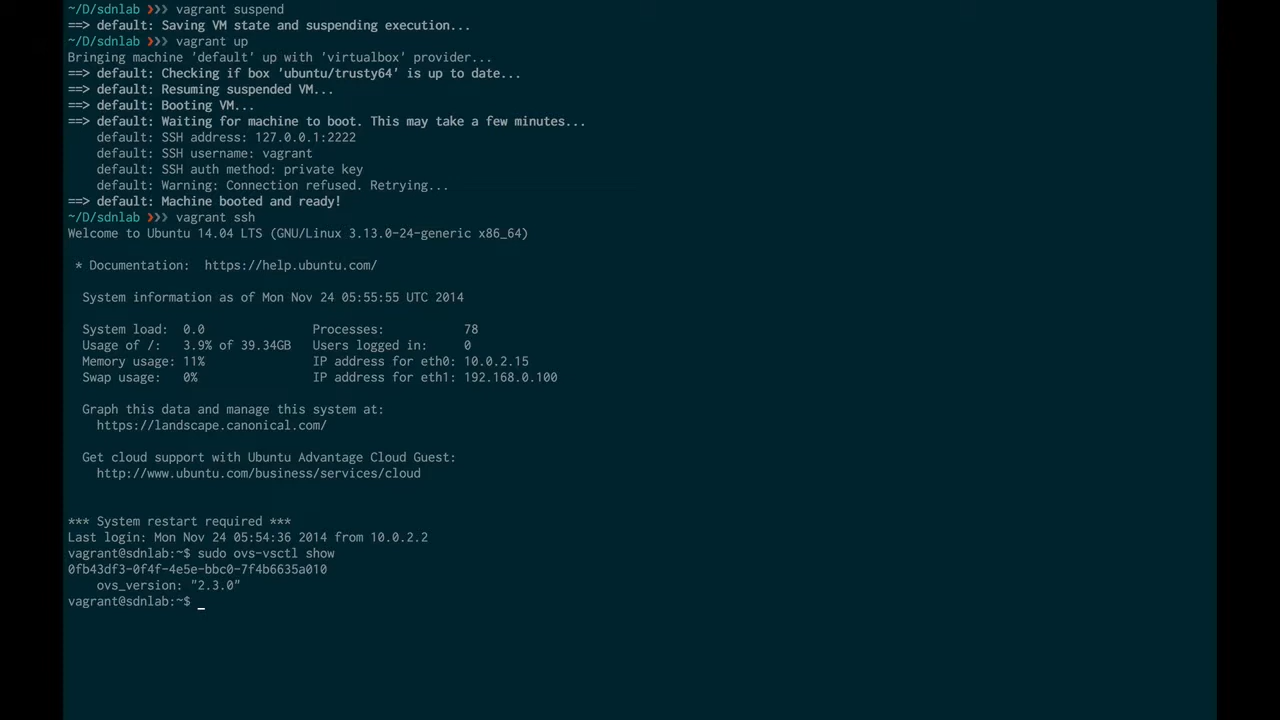 ~/D/sdnlab ❯❯❯ vagrant suspend
==> default: Saving VM state and suspending execution...
~/D/sdnlab ❯❯❯ vagrant up
Bringing machine 'default' up with 'virtualbox' provider...
==> default: Checking if box 'ubuntu/trusty64' is up to date...
==> default: Resuming suspended VM...
==> default: Booting VM...
==> default: Waiting for machine to boot. This may take a few minutes...
    default: SSH address: 127.0.0.1:2222
    default: SSH username: vagrant
    default: SSH auth method: private key
    default: Warning: Connection refused. Retrying...
==> default: Machine booted and ready!
~/D/sdnlab ❯❯❯ vagrant ssh
Welcome to Ubuntu 14.04 LTS (GNU/Linux 3.13.0-24-generic x86_64)

 * Documentation:  https://help.ubuntu.com/

  System information as of Mon Nov 24 05:55:55 UTC 2014

  System load:  0.0               Processes:           78
  Usage of /:   3.9% of 39.34GB   Users logged in:     0
  Memory usage: 11%               IP address for eth0: 10.0.2.15
  Swap usage:   0%                IP address for eth1: 192.168.0.100

  Graph this data and manage this system at:
    https://landscape.canonical.com/

  Get cloud support with Ubuntu Advantage Cloud Guest:
    http://www.ubuntu.com/business/services/cloud

*** System restart required ***
Last login: Mon Nov 24 05:54:36 2014 from 10.0.2.2
vagrant@sdnlab:~$ sudo ovs-vsctl show
0fb43df3-0f4f-4e5e-bbc0-7f4b6635a010
    ovs_version: "2.3.0"
vagrant@sdnlab:~$ _